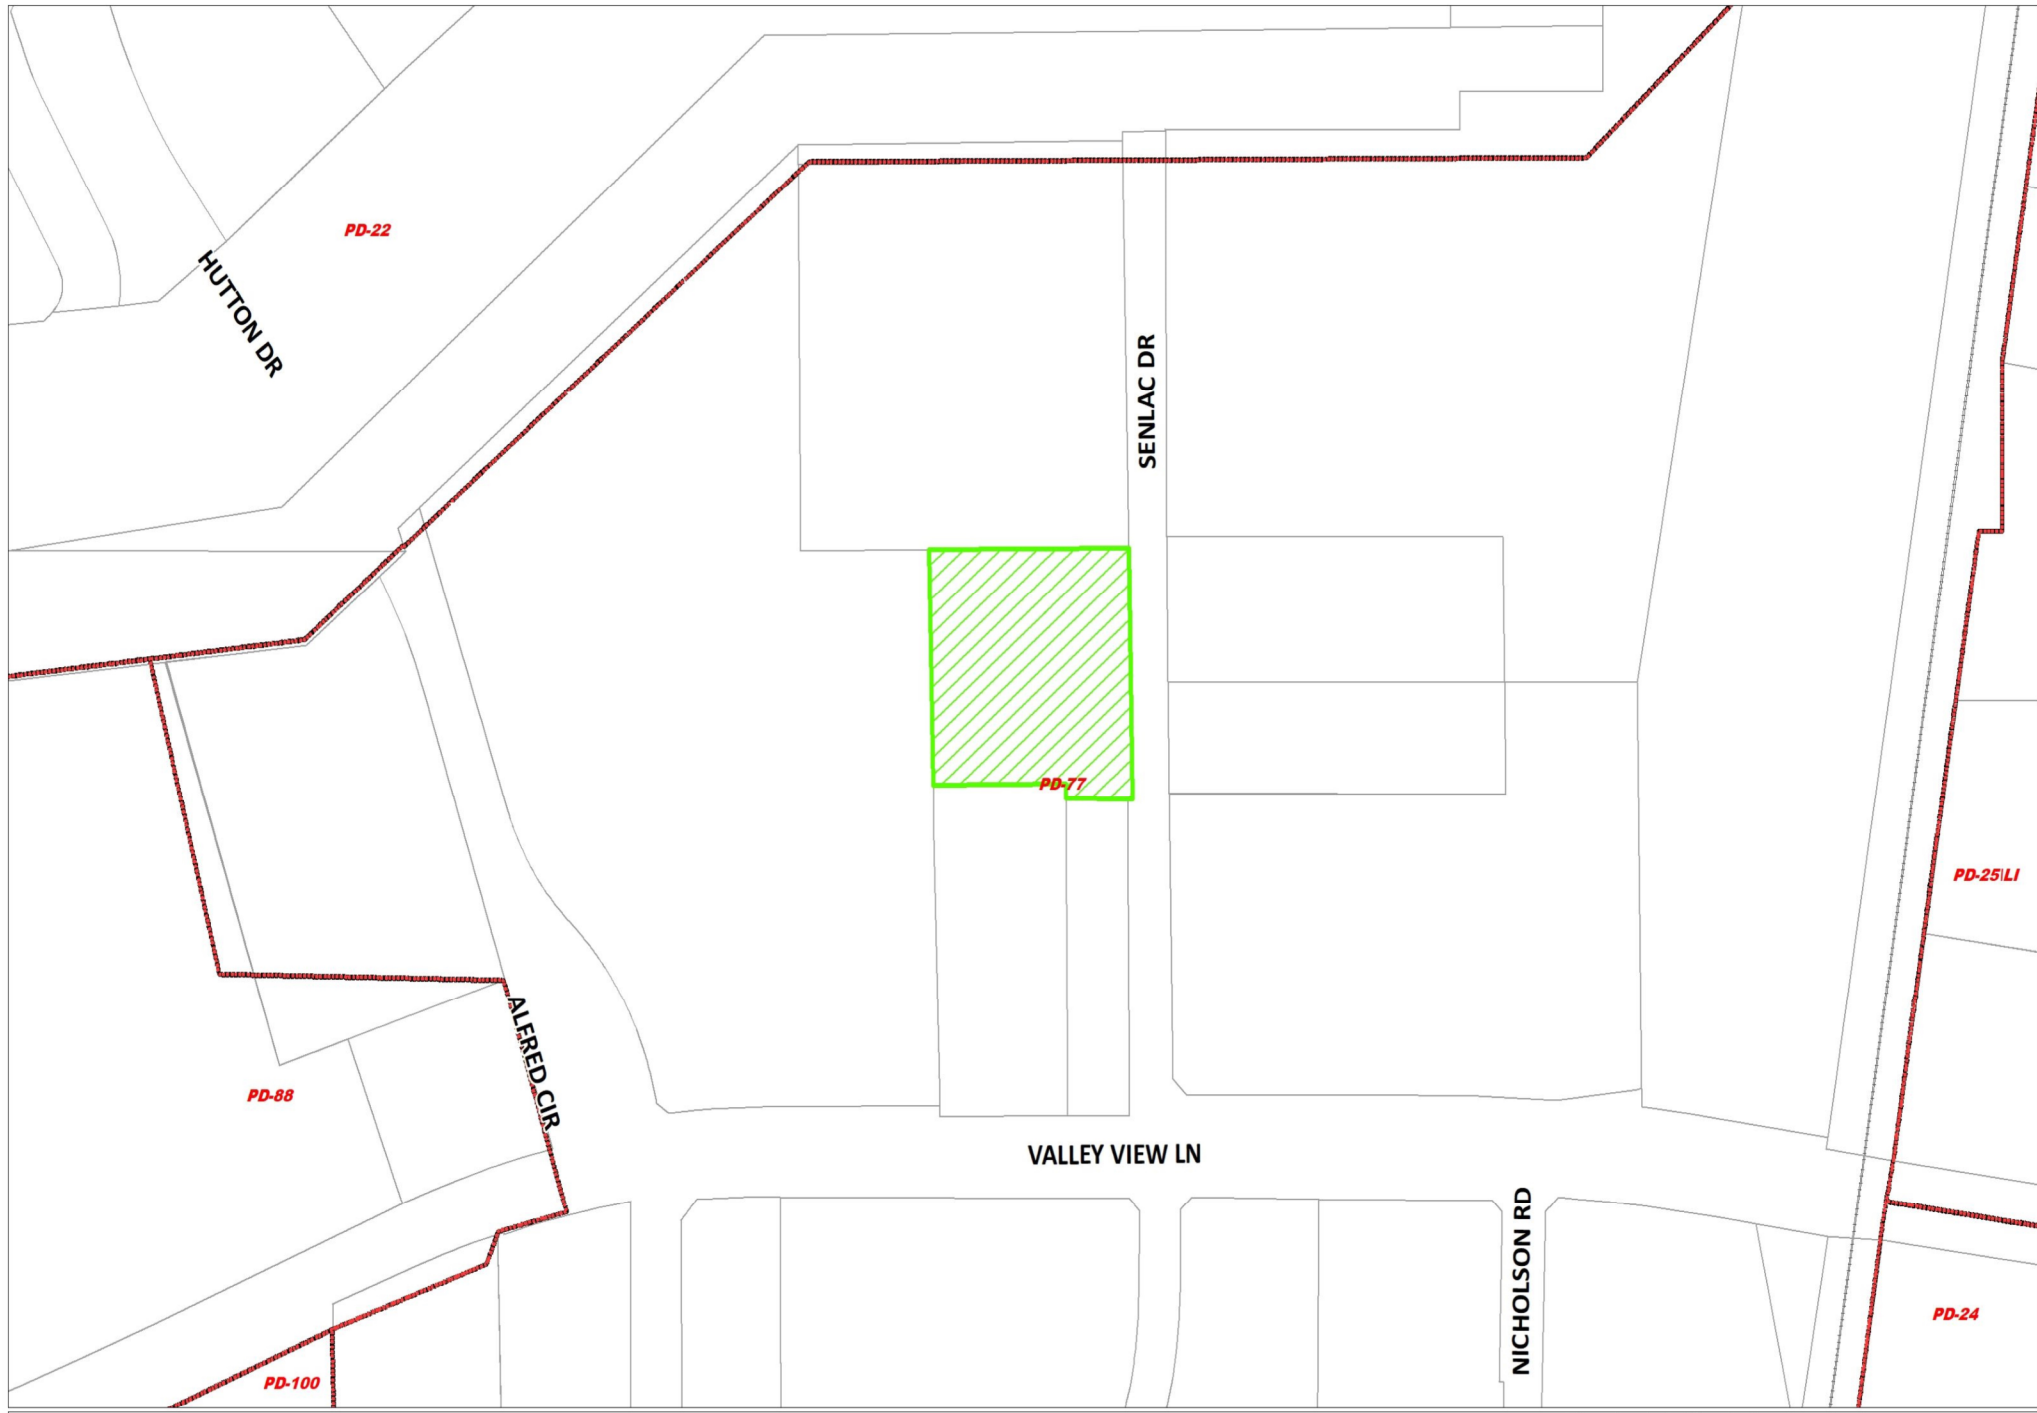 PD-22
HUTTON DR
SENLAC DR
PD-77
PD-25\LI
ALFRED CIR
PD-88
VALLEY VIEW LN
NICHOLSON RD
PD-24
PD-100